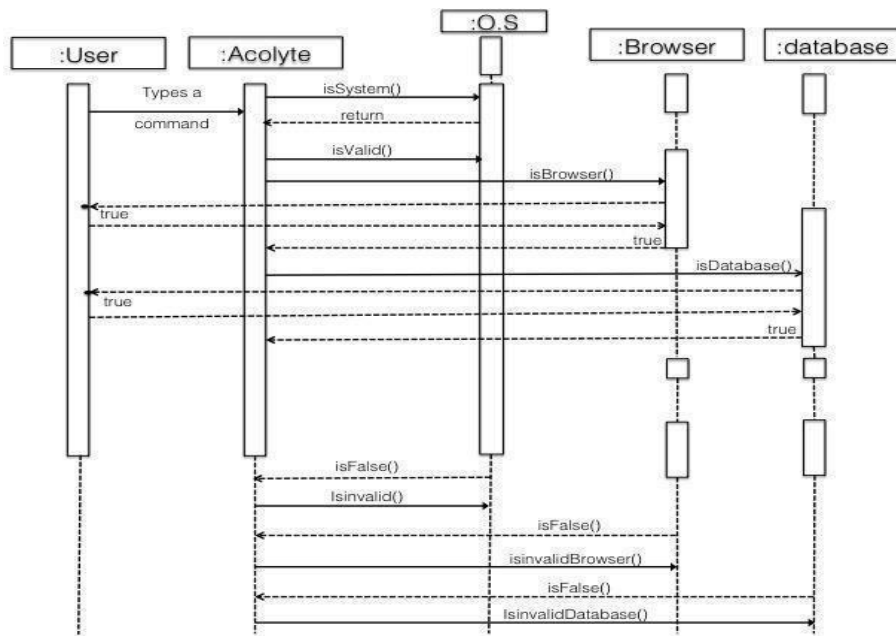 :User
:Acolyte
:O.S
:Browser
:database
Types a
command
isSystem()
return
isValid()
isBrowser()
true
true
isDatabase()
true
true
isFalse()
Isinvalid()
isFalse()
isinvalidBrowser()
isFalse()
IsinvalidDatabase()